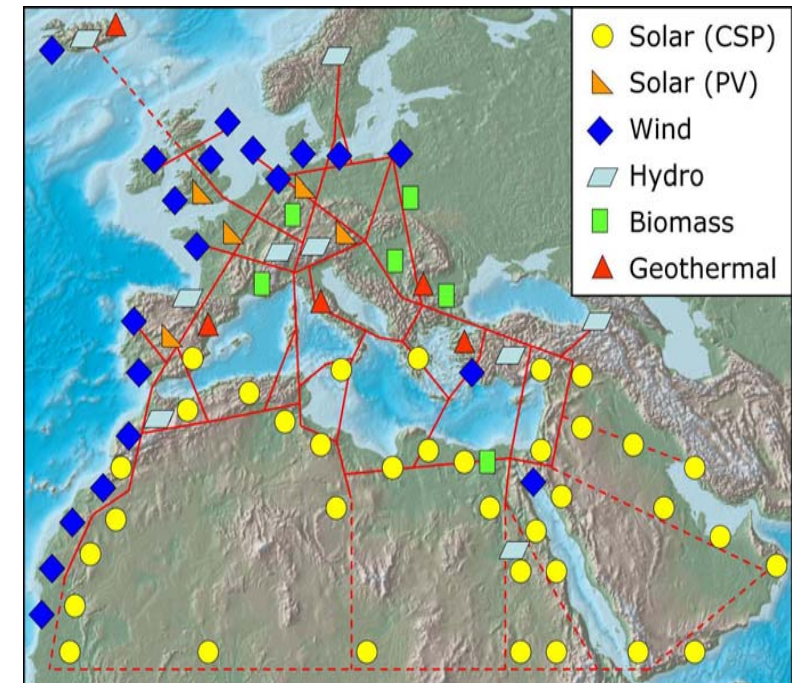 Solar (CSP)
Solar (PV)
Wind
Hydro
Biomass
Geothermal